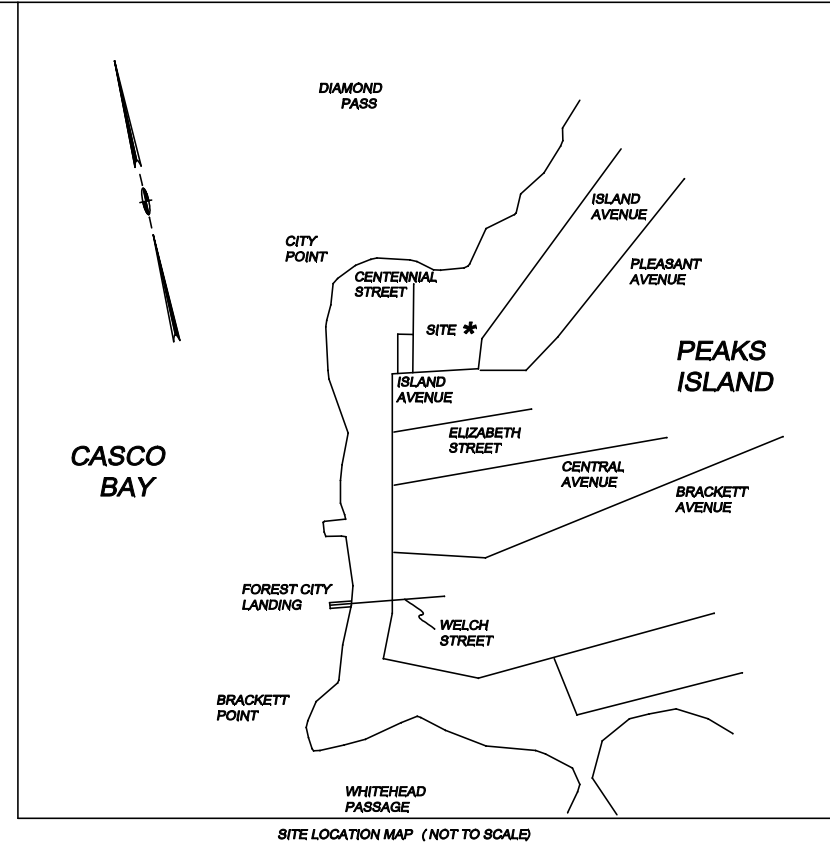 DIAMOND
PASS
ISLAND
AVENUE
CITY
POINT
PLEASANT
AVENUE
CENTENNIAL
STREET
SITE *
PEAKS
ISLAND
ISLAND
AVENUE
ELIZABETH
STREET
CASCO
BAY
CENTRAL
AVENUE
BRACKETT
AVENUE
FOREST CITY
LANDING
WELCH
STREET
BRACKETT
POINT
WHITEHEAD
PASSAGE
SITE LOCATION MAP (NOT TO SCALE)